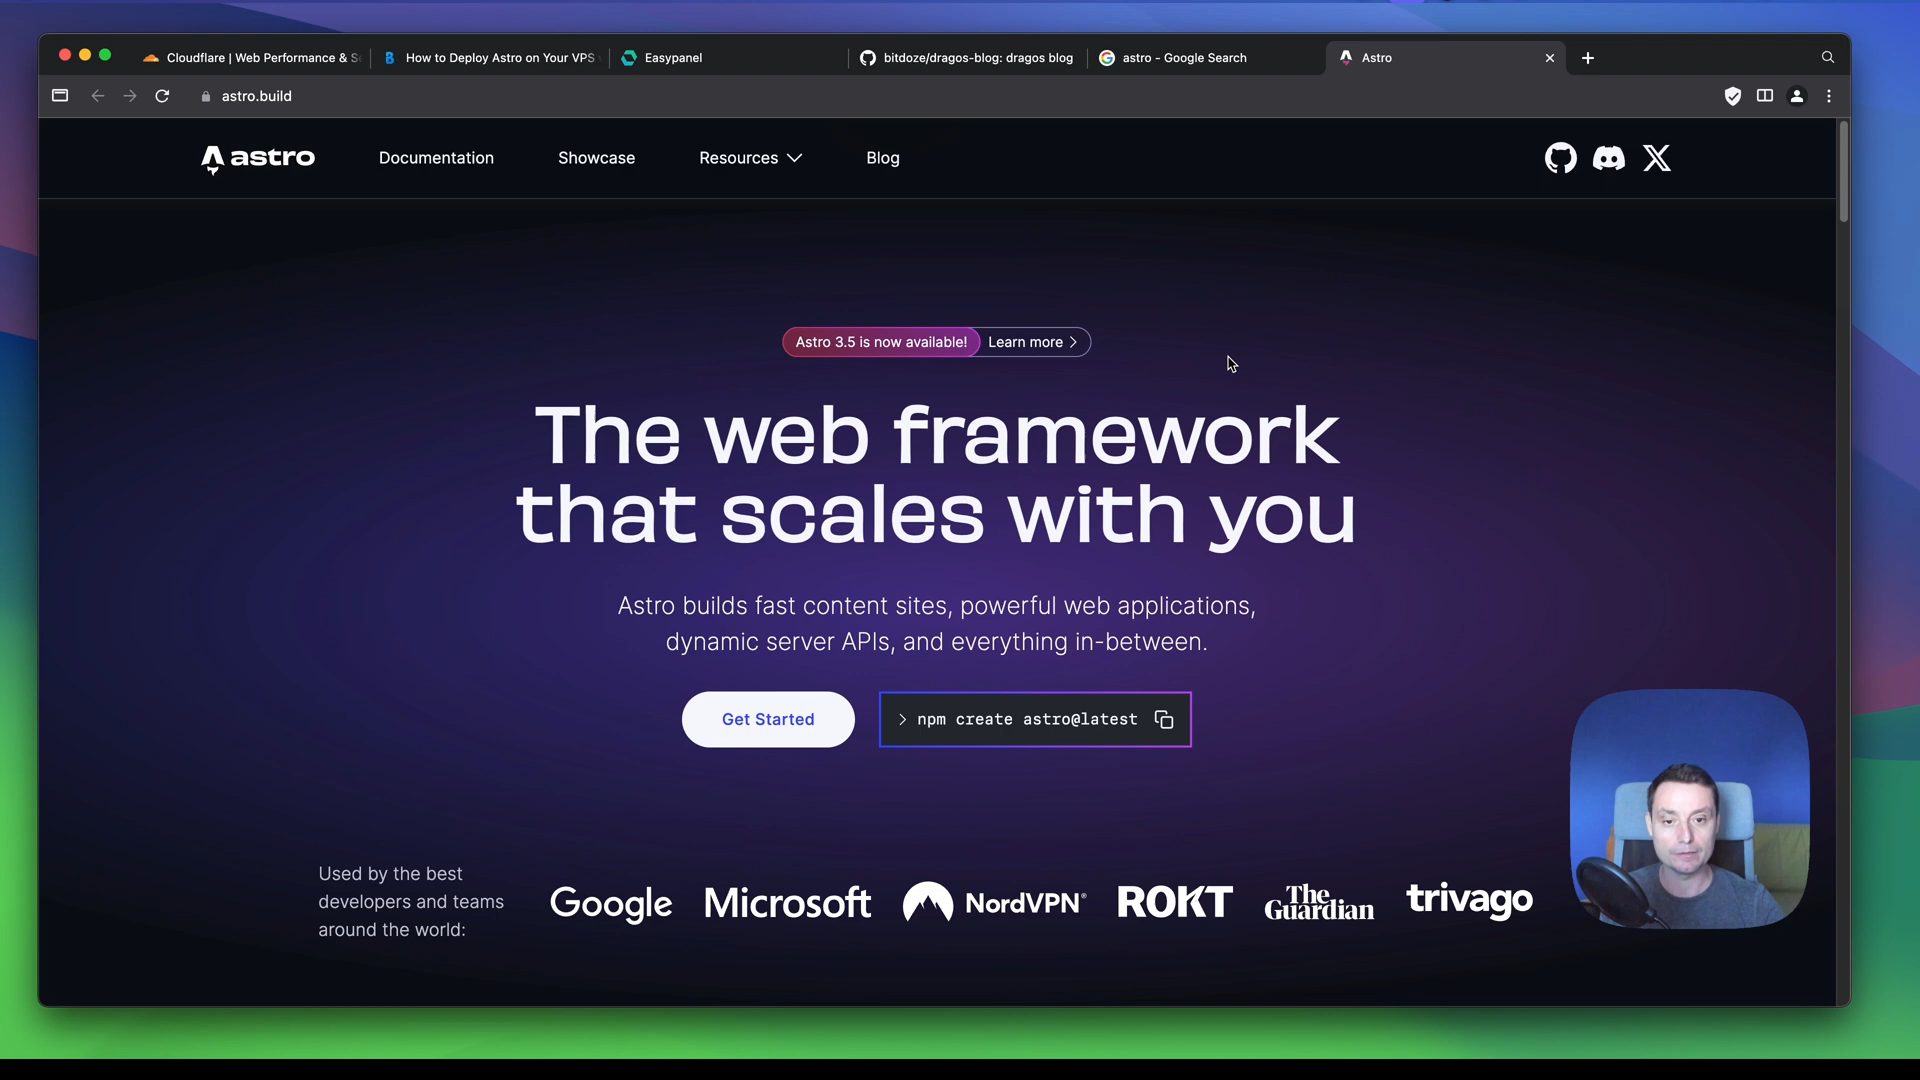 Cloudflare | Web Performance & S
How to Deploy Astro on Your VPS
Easypanel
bitdoze/dragos-blog: dragos blog
astro - Google Search
Astro
astro.build
astro
Documentation
Showcase
Resources
Blog
Astro 3.5 is now available!
Learn more >
The web framework
that scales with you
Astro builds fast content sites, powerful web applications,
dynamic server APIs, and everything in-between.
Get Started
> npm create astro@latest
Used by the best
developers and teams
around the world:
Google
Microsoft
NordVPN®
ROKT
The
Guardian
trivago